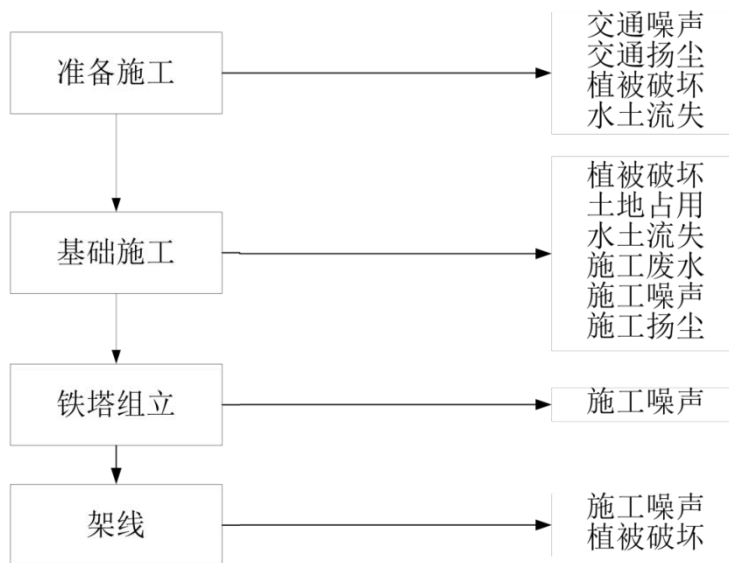 准备施工
交通噪声
交通扬尘
植被破坏
水土流失
基础施工
植被破坏
土地占用
水土流失
施工废水
施工噪声
施工扬尘
铁塔组立
施工噪声
架线
施工噪声
植被破坏